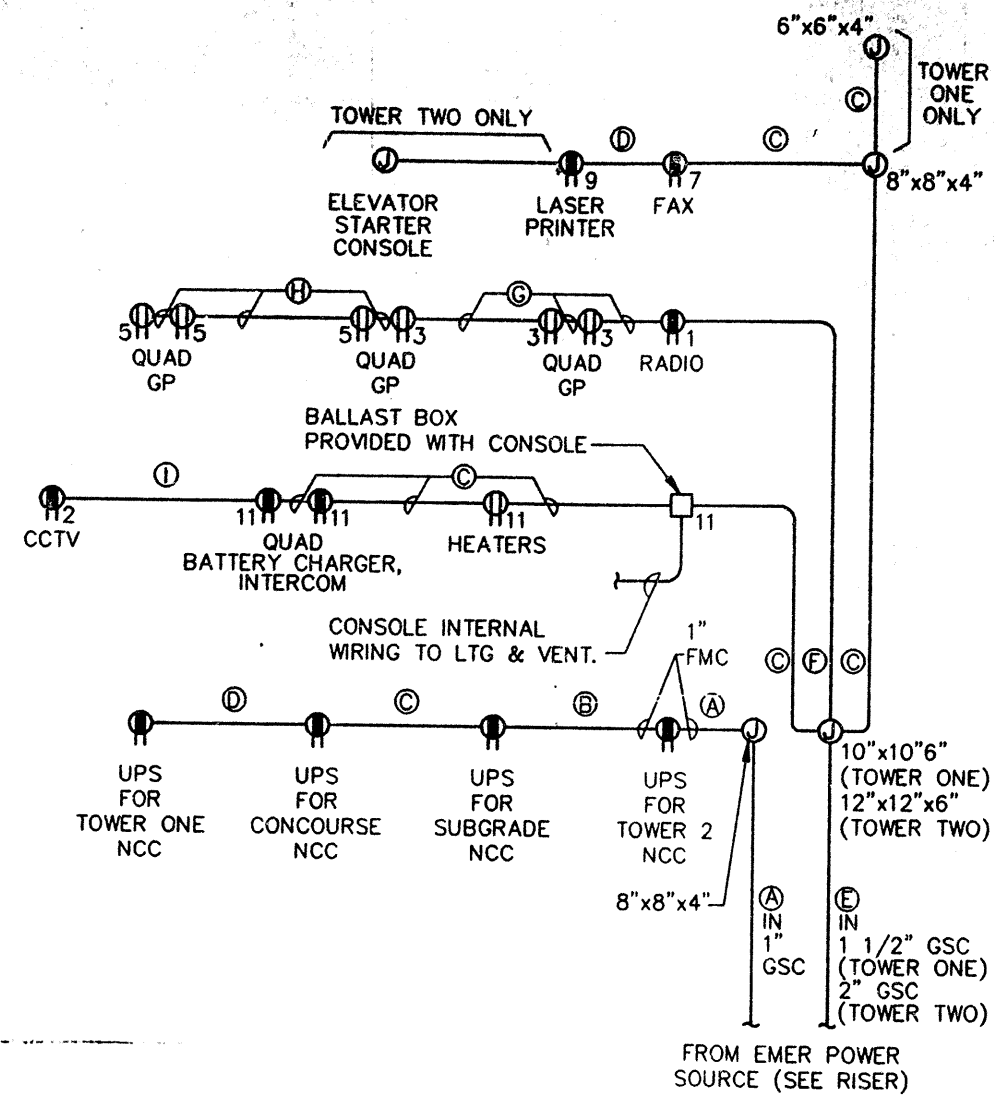 6"x6"x4"
J
TOWER
ONE
ONLY
C
TOWER TWO ONLY
D
C
J
9
7
J
8"x8"x4"
ELEVATOR
STARTER
CONSOLE
LASER
PRINTER
FAX
H
G
5
5
5
3
3
3
1
QUAD
GP
QUAD
GP
QUAD
GP
RADIO
BALLAST BOX
PROVIDED WITH CONSOLE
I
C
2
11
11
11
11
CCTV
QUAD
BATTERY CHARGER,
INTERCOM
HEATERS
CONSOLE INTERNAL
WIRING TO LTG & VENT.
1"
FMC
C
F
C
D
C
B
A
J
J
10"x10"6"
(TOWER ONE)
12"x12"x6"
(TOWER TWO)
UPS
FOR
TOWER ONE
NCC
UPS
FOR
CONCOURSE
NCC
UPS
FOR
SUBGRADE
NCC
UPS
FOR
TOWER 2
NCC
8"x8"x4"
A
IN
1"
GSC
E
IN
1 1/2" GSC
(TOWER ONE)
2" GSC
(TOWER TWO)
FROM EMER POWER
SOURCE (SEE RISER)